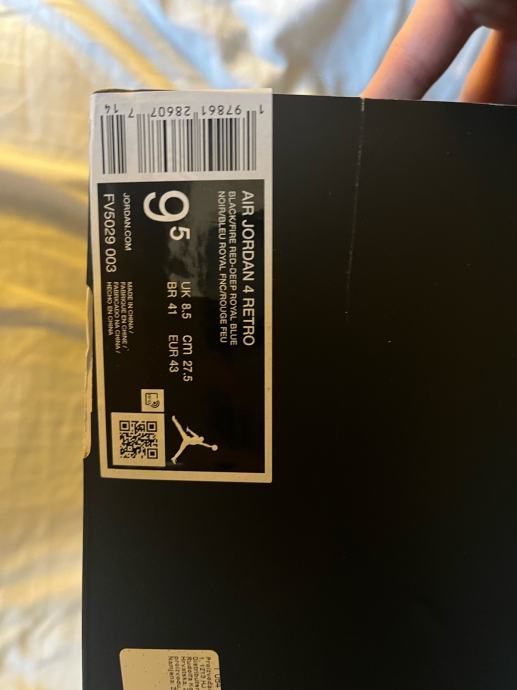 1 97861 28607 7 14
AIR JORDAN 4 RETRO
BLACK/FIRE RED-DEEP ROYAL BLUE
NOIR/BLEU ROYAL FNC/ROUGE FEU
9.5
UK 8.5 cm 27.5
BR 41 EUR 43
JORDAN.COM
MADE IN CHINA /
FABRIQUE EN CHINE /
FABRICADO NA CHINA /
HECHO EN CHINA
FV5029 003